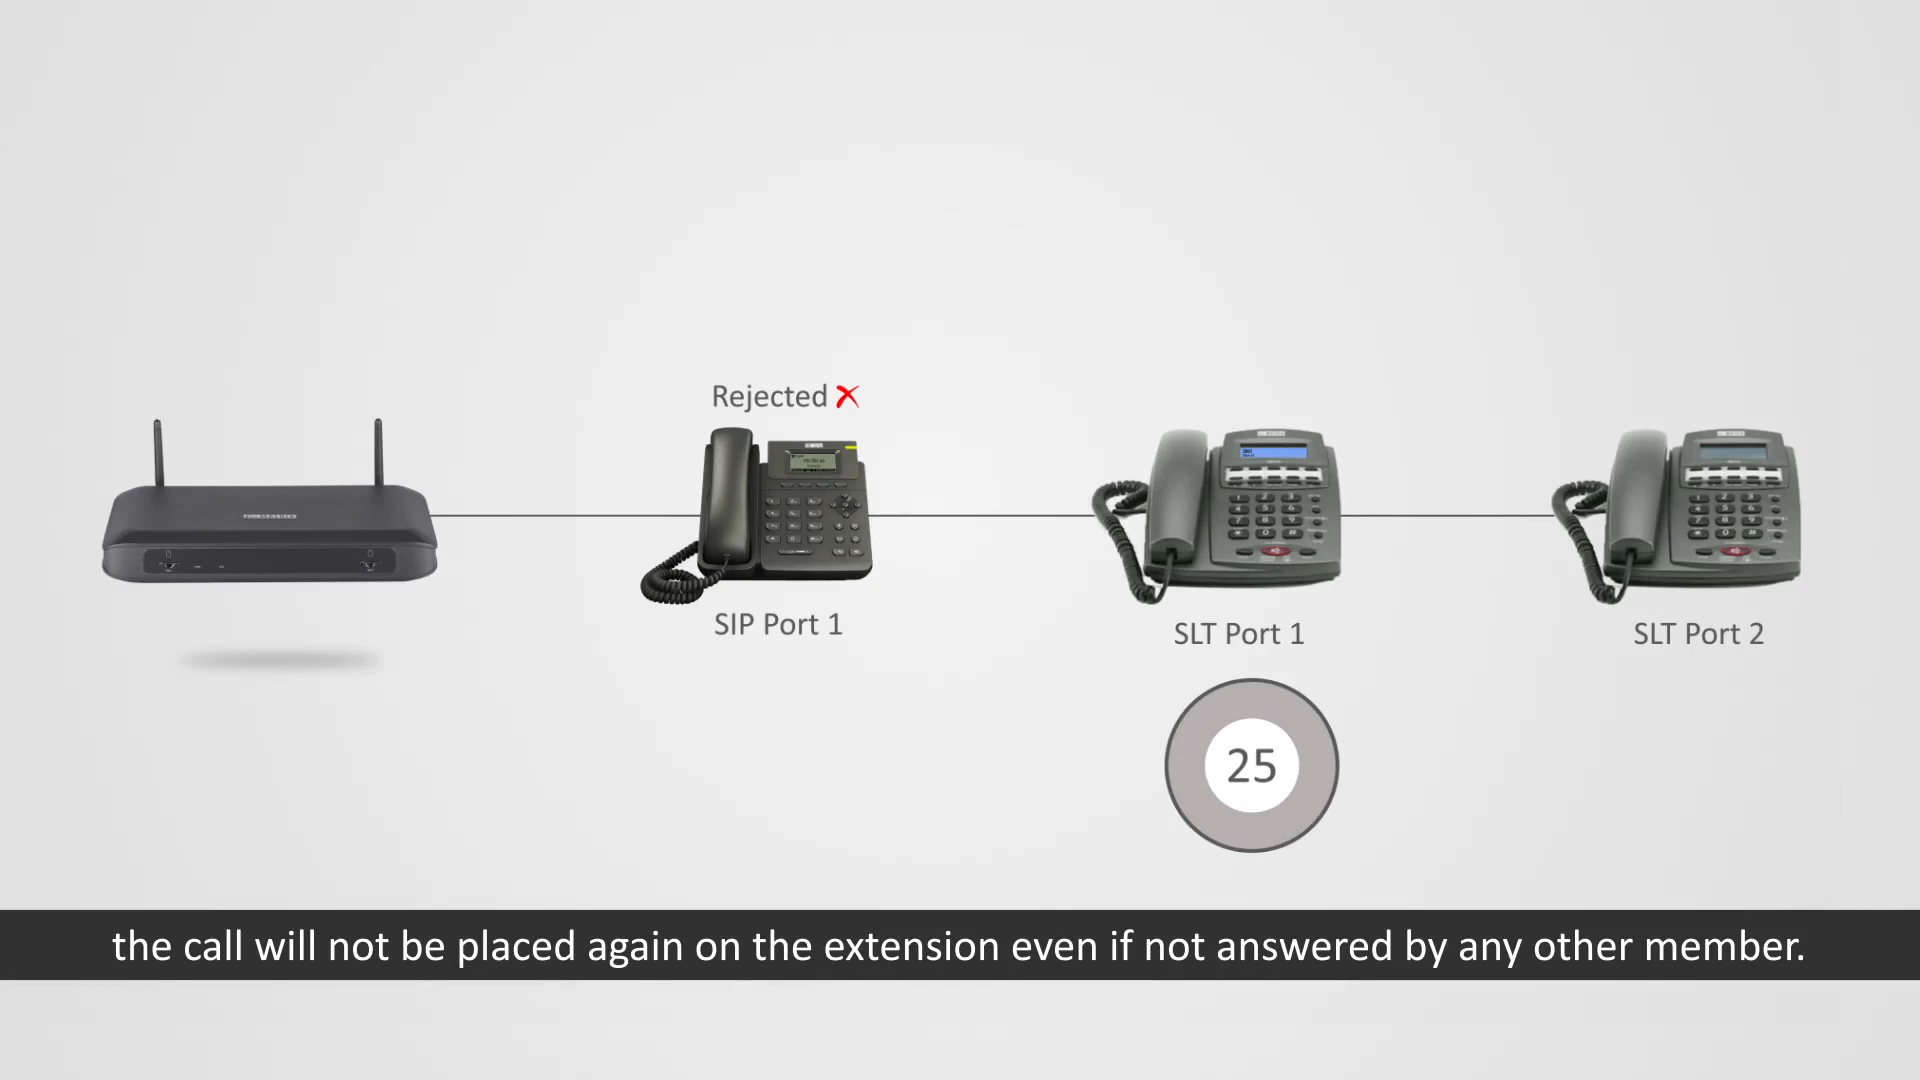 Rejected
SIP Port 1
SLT Port 1
SLT Port 2
25
the call will not be placed again on the extension even if not answered by any other member.